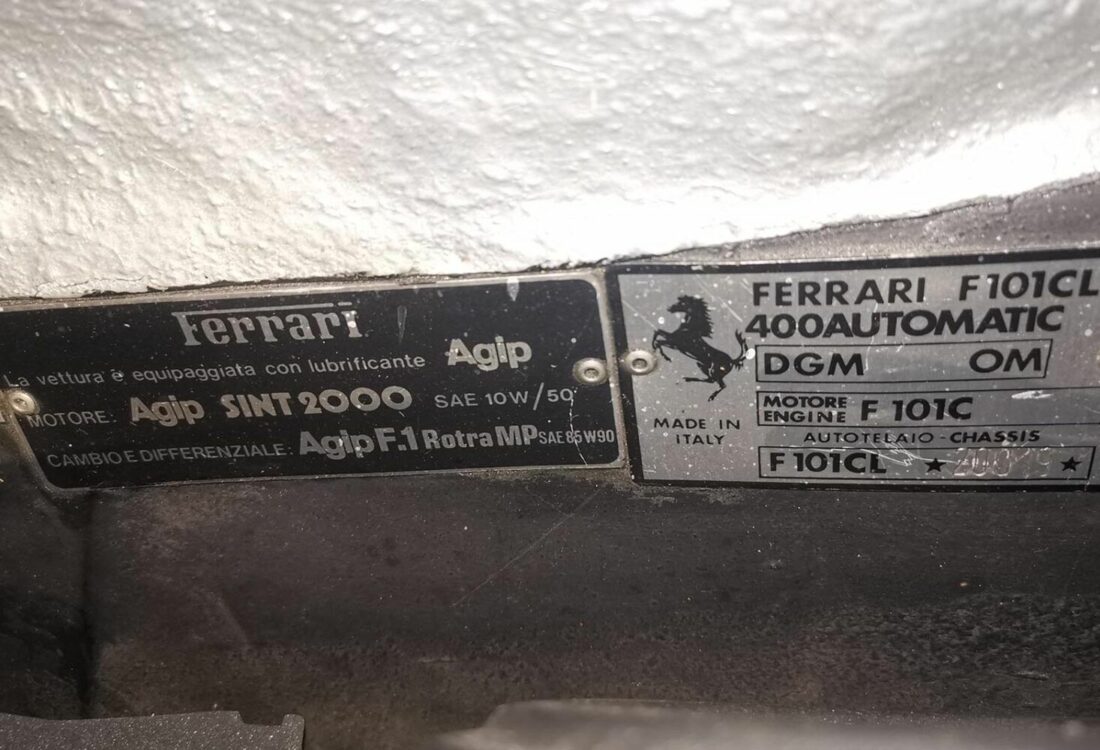 Ferrari
La vettura è equipaggiata con lubrificante Agip
MOTORE: Agip SINT 2000 SAE 10W/50
CAMBIO E DIFFERENZIALE: Agip F.1 Rotra MP SAE 85W90
FERRARI F101CL
400AUTOMATIC
DGM OM
MOTORE
ENGINE F 101C
MADE IN
ITALY
AUTOTELAIO - CHASSIS
F101CL ★ ★